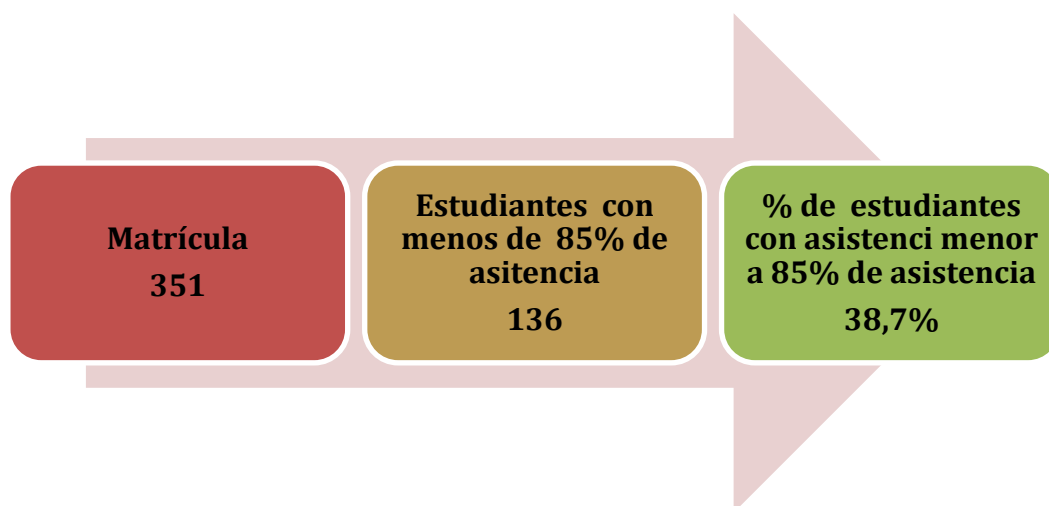 Matrícula
351
Estudiantes con
menos de 85% de
asitencia
136
% de estudiantes
con asistenci menor
a 85% de asistencia
38,7%